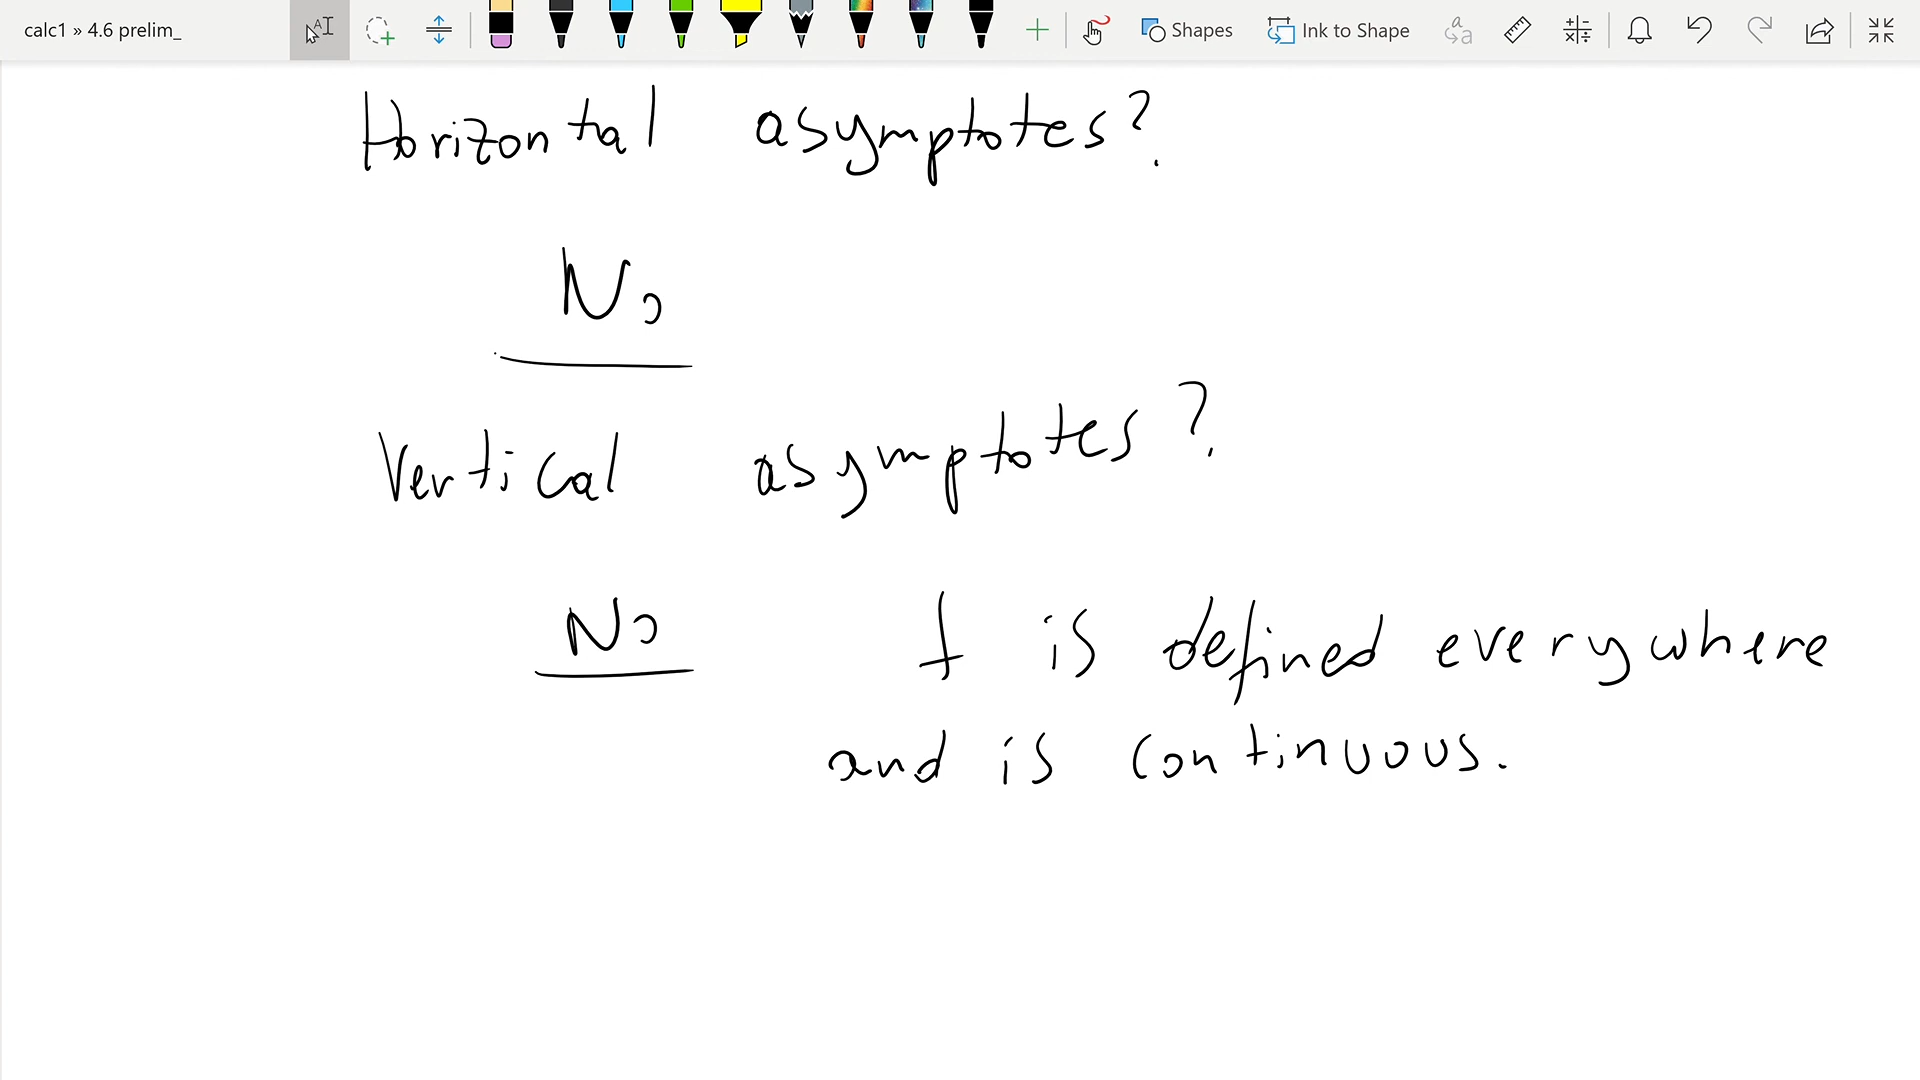 calc1 » 4.6 prelim_ Shapes Ink to Shape
Horizontal asymptotes?
No
Vertical asymptotes?
No f is defined everywhere
and is continuous.